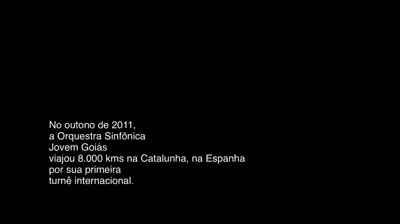 No outono de 2011,
a Orquestra Sinfônica
Jovem Goiás
viajou 8.000 kms na Catalunha, na Espanha
por sua primeira
turnê internacional.